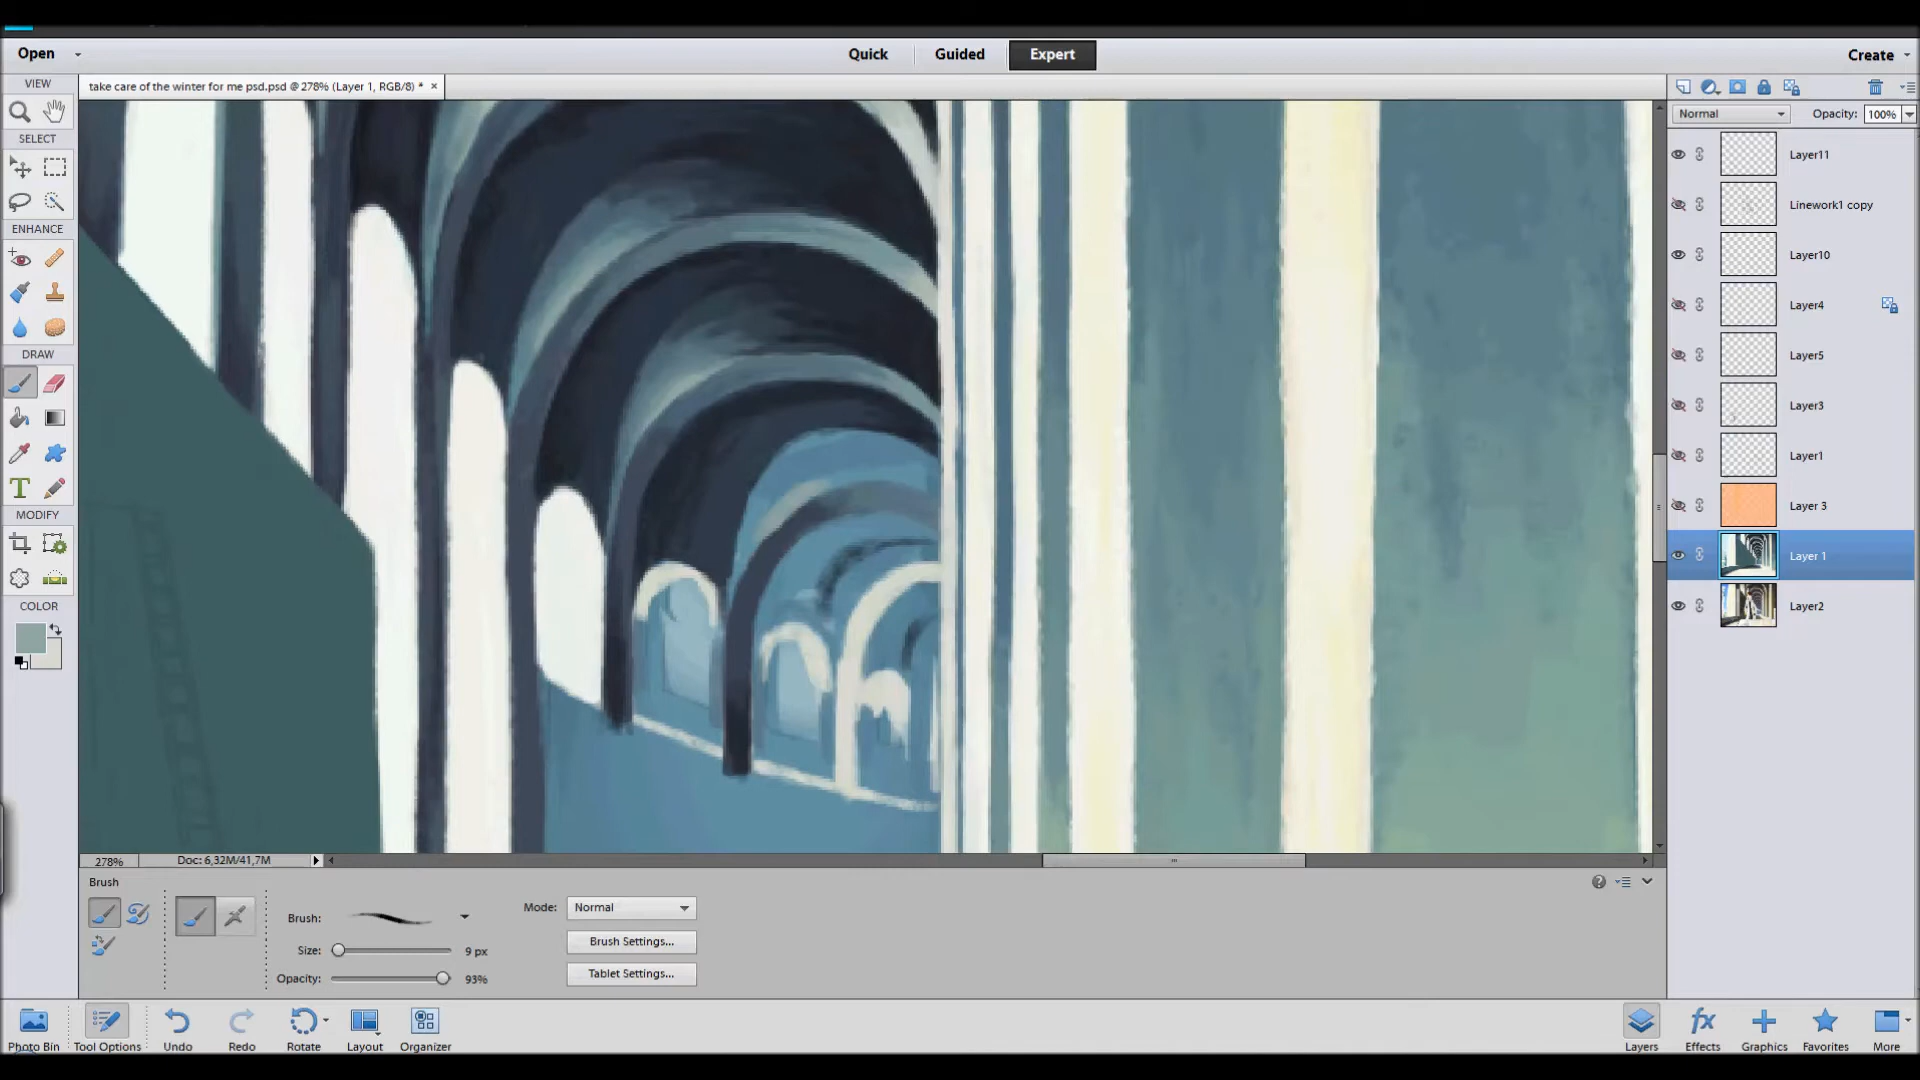 Open
Quick
Guided
Expert
Create
VIEW
take care of the winter for me psd.psd @ 278% (Layer 1, RGB/8) *
Normal
Opacity:
100%
SELECT
ENHANCE
DRAW
T
MODIFY
COLOR
Layer11
Linework1 copy
Layer10
Layer4
Layer5
Layer3
Layer1
Layer 3
Layer 1
Layer2
278%
Doc: 6,32M/41,7M
Brush
Brush:
Size:
9 px
Opacity:
93%
Mode:
Normal
Brush Settings...
Tablet Settings...
Photo Bin
Tool Options
Undo
Redo
Rotate
Layout
Organizer
Layers
fx
Effects
Graphics
Favorites
More